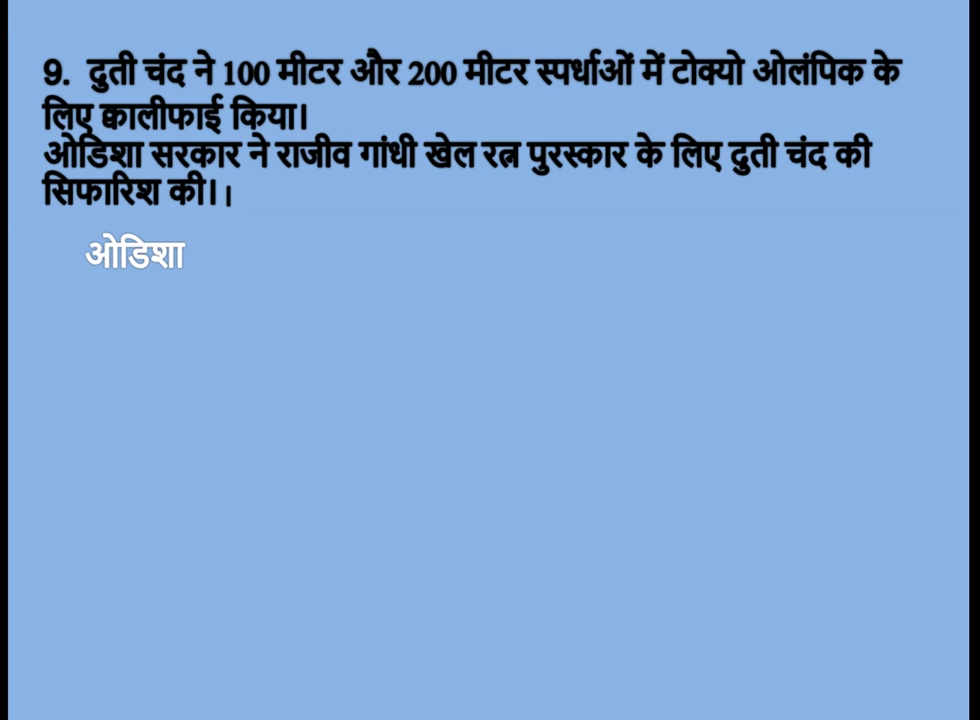 9. दुती चंद ने 100 मीटर और 200 मीटर स्पर्धाओं में टोक्यो ओलंपिक के
लिए क्वालीफाई किया।
ओडिशा सरकार ने राजीव गांधी खेल रत्न पुरस्कार के लिए दुती चंद की
सिफारिश की।।
ओडिशा